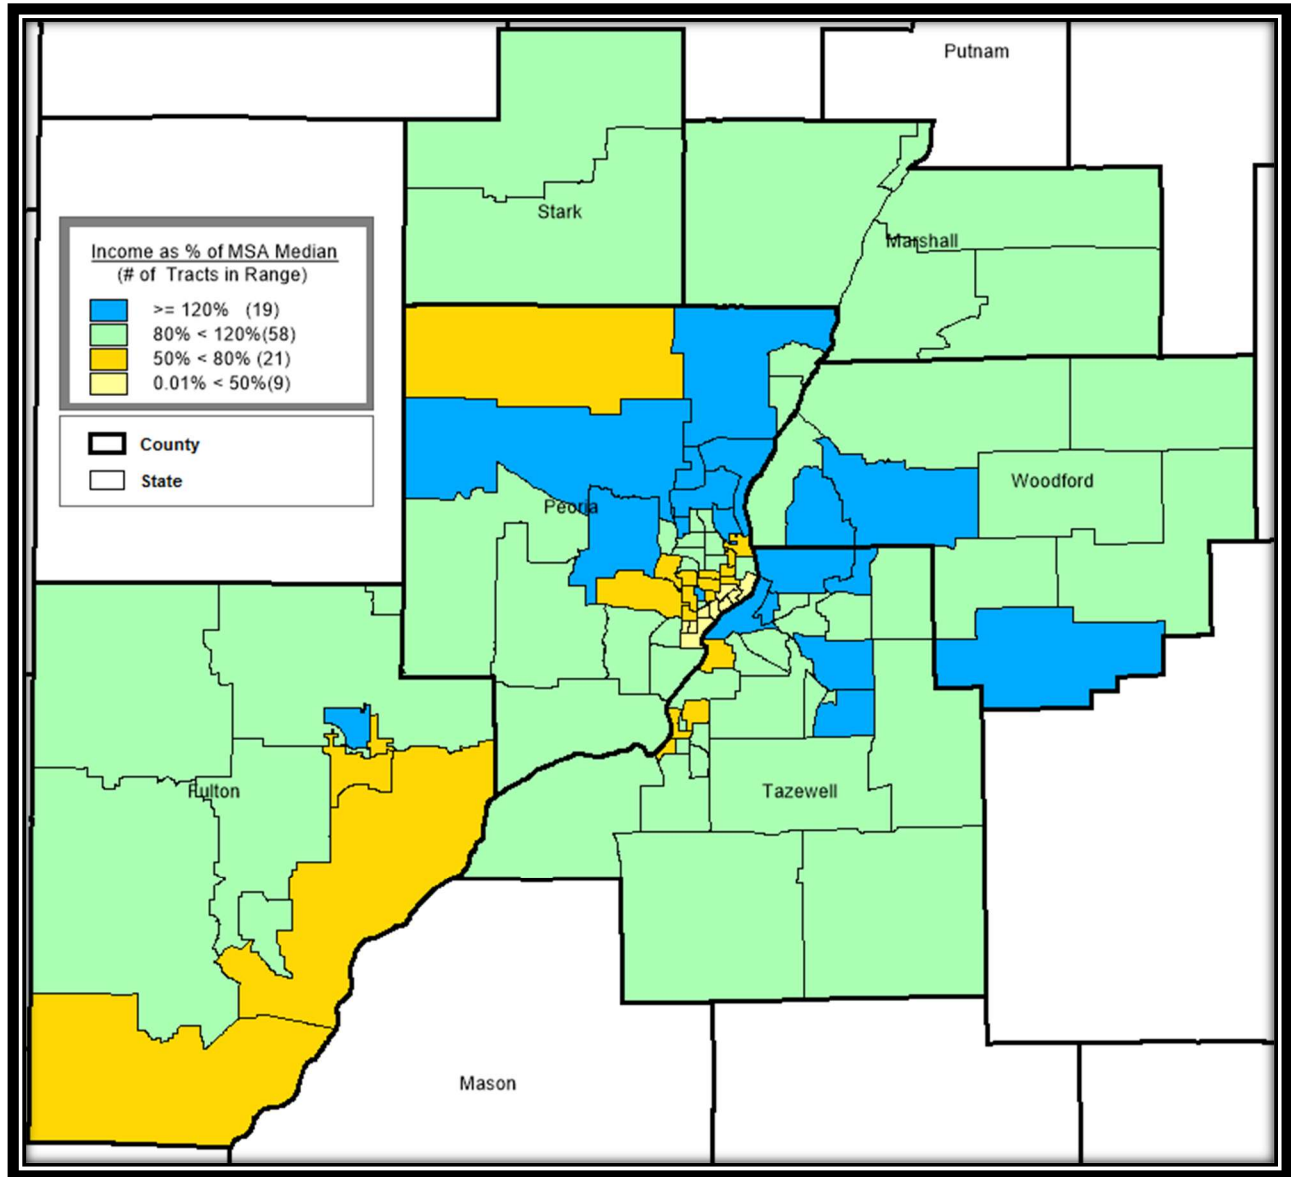 Putnam
Stark
Marshall
Income as % of MSA Median
(# of Tracts in Range)
>= 120% (19)
80% < 120%(58)
50% < 80% (21)
0.01% < 50%(9)
County
State
Woodford
Peoria
Fulton
Tazewell
Mason